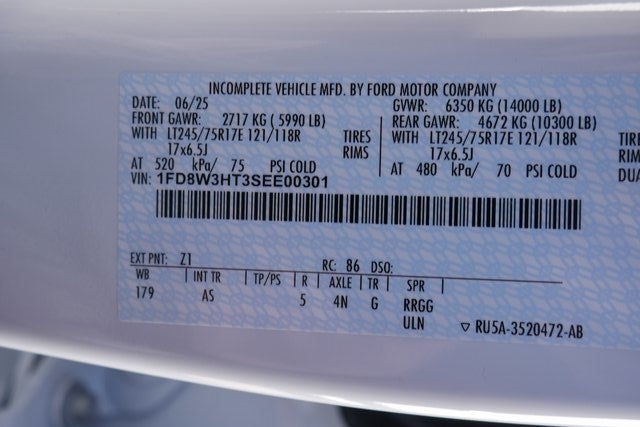 INCOMPLETE VEHICLE MFD. BY FORD MOTOR COMPANY
DATE: 06/25 GVWR: 6350 KG (14000 LB)
FRONT GAWR: 2717 KG ( 5990 LB) REAR GAWR: 4672 KG (10300 LB)
WITH LT245/75R17E 121/118R TIRES WITH LT245/75R17E 121/118R TIRE
17x6.5J RIMS 17x6.5J RIMS
AT 520 kPa/ 75 PSI COLD AT 480 kPa/ 70 PSI COLD DUA
VIN: 1FD8W3HT3SEE00301
EXT PNT: Z1 RC: 86 DSO:
WB INT TR TP/PS R AXLE TR SPR
179 AS 5 4N G RRGG
ULN ▽ RU5A-3520472-AB